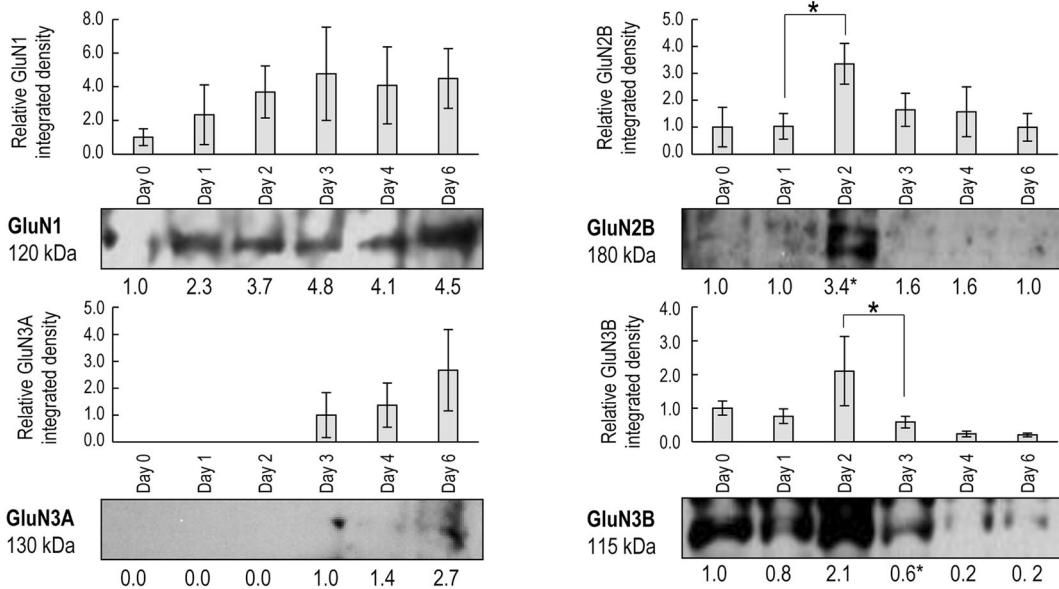 Relative GluN1
integrated density
8.0
6.0
4.0
2.0
0.0
Day 0
Day 1
Day 2
Day 3
Day 4
Day 6
GluN1
120 kDa
1.0 2.3 3.7 4.8 4.1 4.5
Relative GluN2B
integrated density
5.0
4.0
3.0
2.0
1.0
0.0
*
Day 0
Day 1
Day 2
Day 3
Day 4
Day 6
GluN2B
180 kDa
1.0 1.0 3.4* 1.6 1.6 1.0
Relative GluN3A
integrated density
5.0
4.0
3.0
2.0
1.0
0.0
Day 0
Day 1
Day 2
Day 3
Day 4
Day 6
GluN3A
130 kDa
0.0 0.0 0.0 1.0 1.4 2.7
Relative GluN3B
integrated density
4.0
3.0
2.0
1.0
0.0
*
Day 0
Day 1
Day 2
Day 3
Day 4
Day 6
GluN3B
115 kDa
1.0 0.8 2.1 0.6* 0.2 0. 2